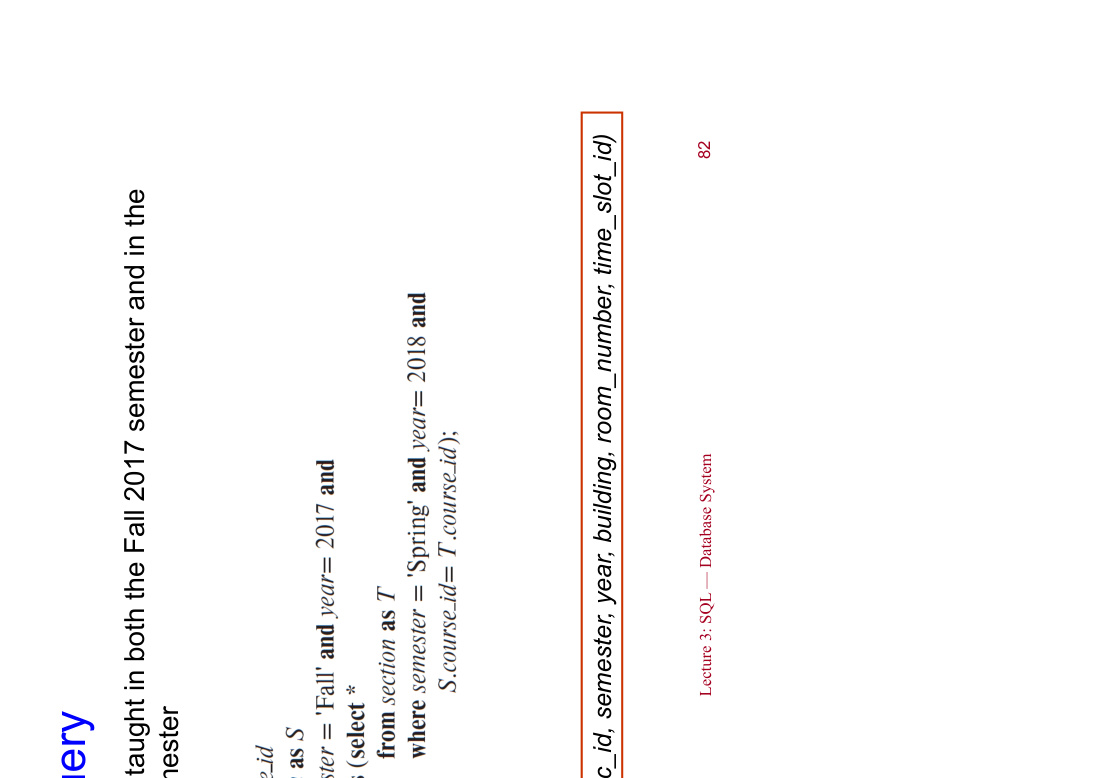 uery
taught in both the Fall 2017 semester and in the
mester
e_id
as S
ster = 'Fall' and year= 2017 and
s (select *
from section as T
where semester = 'Spring' and year= 2018 and
S.course_id= T.course_id);
c_id, semester, year, building, room_number, time_slot_id)
Lecture 3: SQL — Database System
82